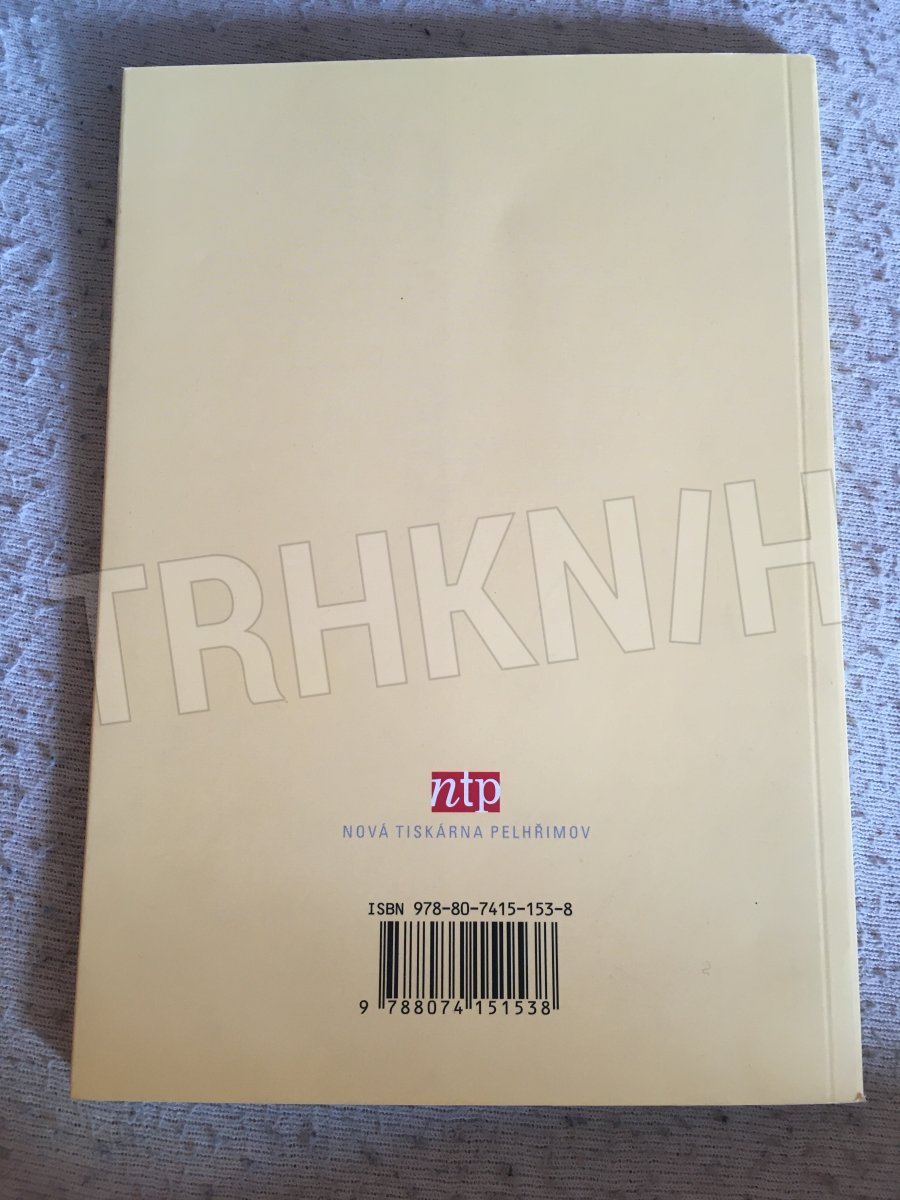 TRHKNIH
ntp
NOVÁ TISKÁRNA PELHŘIMOV
ISBN 978-80-7415-153-8
9 788074 151538